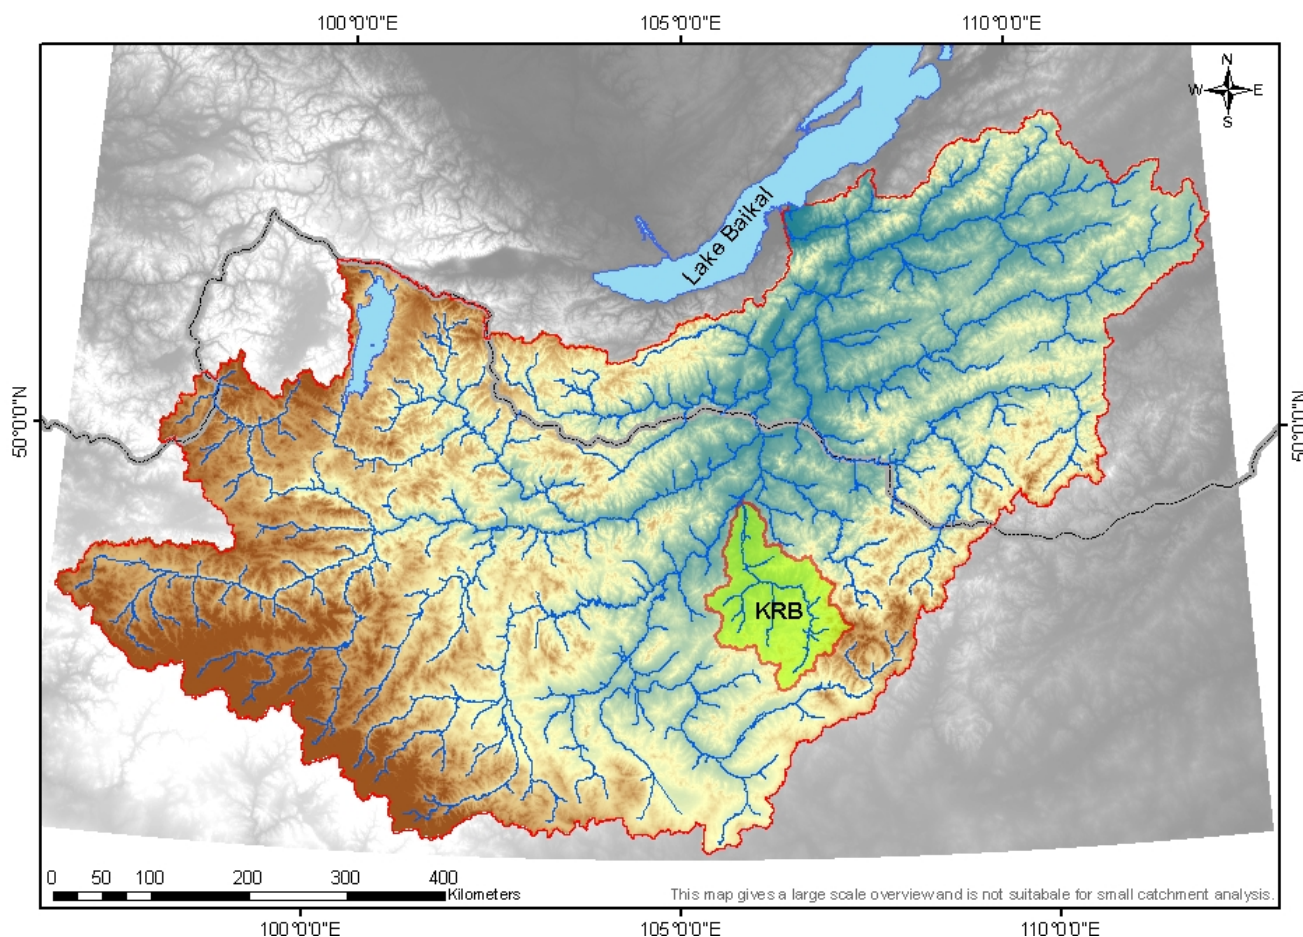 100°0'0"E 105°0'0"E 110°0'0"E
N
W E
S
Lake Baikal
50°0'0"N 50°0'0"N
KRB
0 50 100 200 300 400
Kilometers
This map gives a large scale overview and is not suitabale for small catchment analysis.
100°0'0"E 105°0'0"E 110°0'0"E